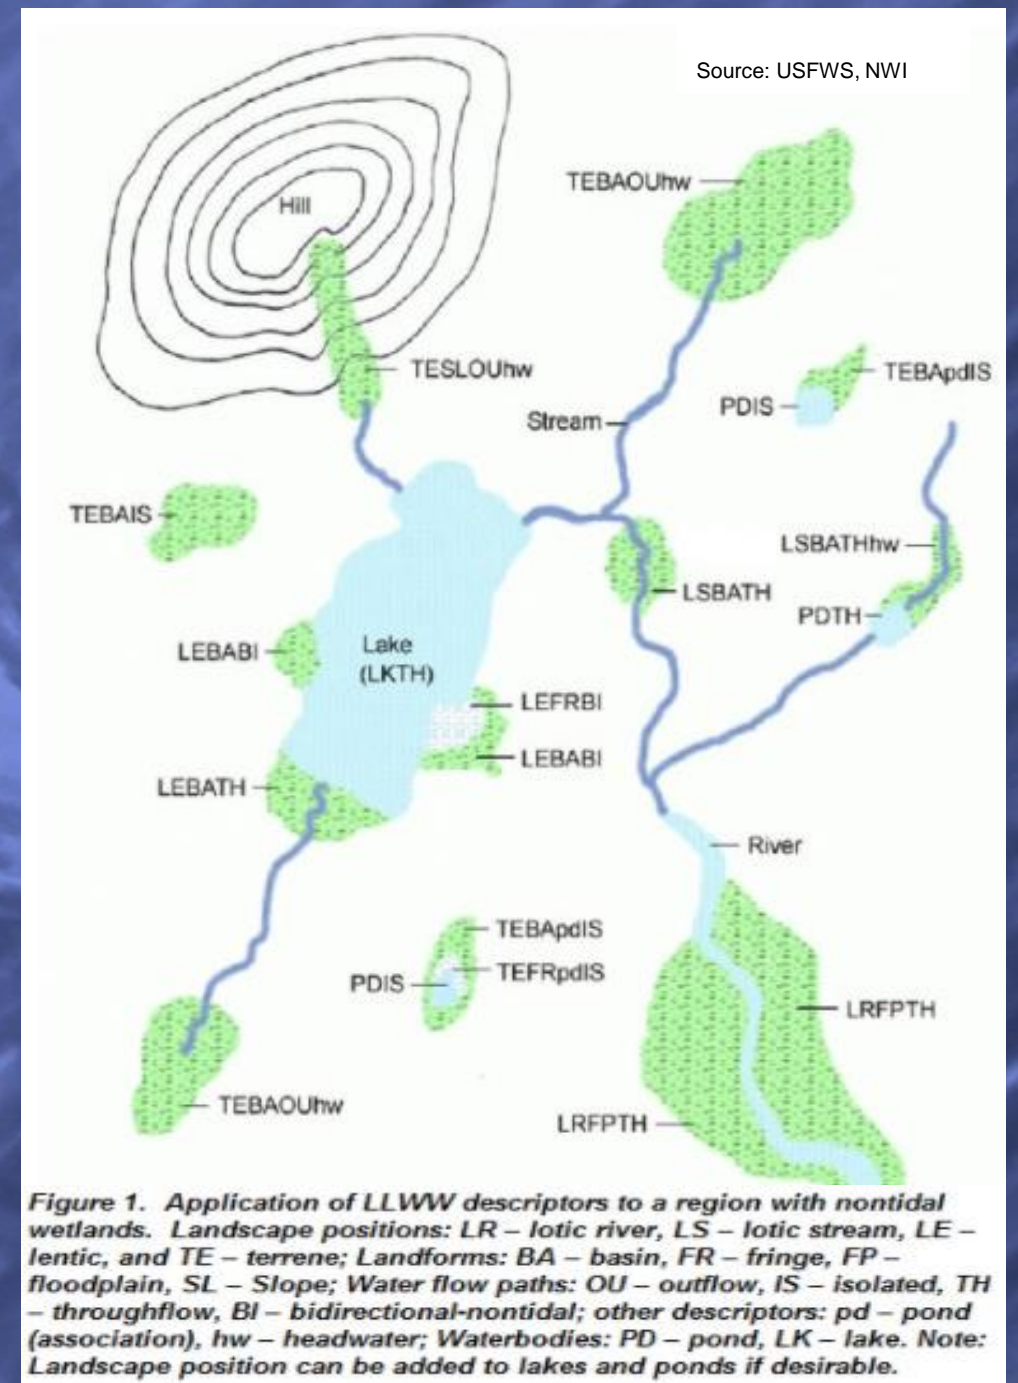 Source: USFWS, NWI
TEBAOUhw
Hill
TESLOUhw
TEBApdIS
PDIS
Stream
TEBAIS
LSBATHhw
LSBATH
PDTH
LEBABI
Lake
(LKTH)
LEFRBI
LEBABI
LEBATH
River
TEBApdIS
TEFRpdIS
PDIS
LRFPTH
TEBAOUhw
LRFPTH
Figure 1. Application of LLWW descriptors to a region with nontidal
wetlands. Landscape positions: LR – lotic river, LS – lotic stream, LE –
lentic, and TE – terrene; Landforms: BA – basin, FR – fringe, FP –
floodplain, SL – Slope; Water flow paths: OU – outflow, IS – isolated, TH
– throughflow, BI – bidirectional-nontidal; other descriptors: pd – pond
(association), hw – headwater; Waterbodies: PD – pond, LK – lake. Note:
Landscape position can be added to lakes and ponds if desirable.